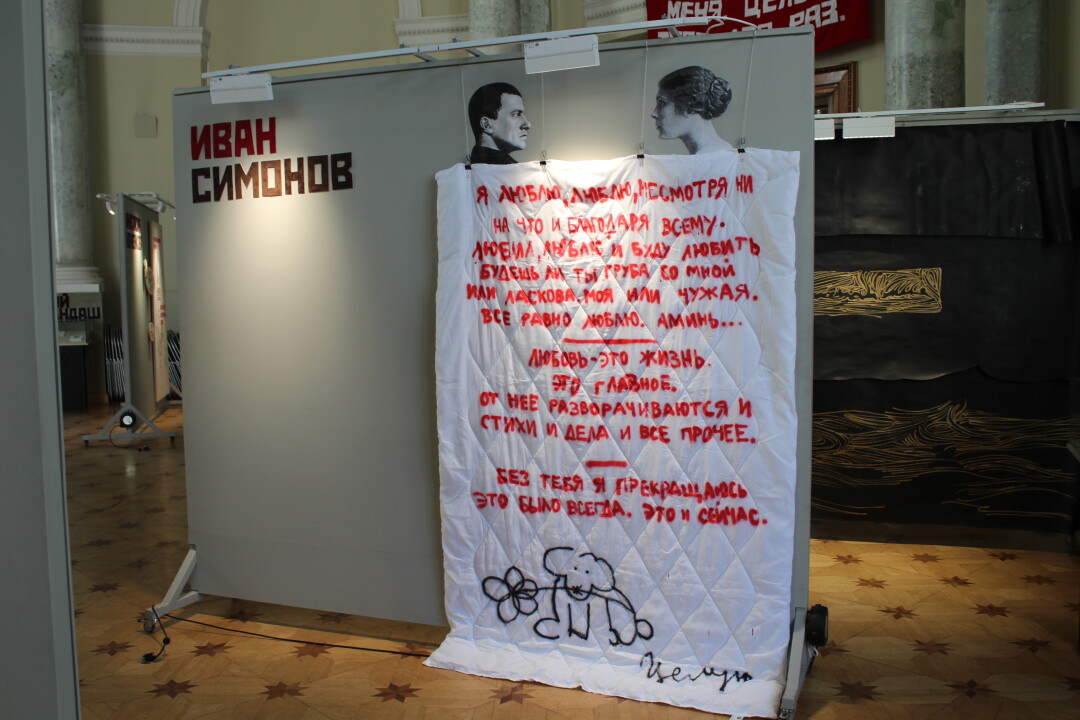 МЕНЯ ЦЕЛ
РАЗ.
ИВАН
СИМОНОВ
Я ЛЮБЛЮ, ЛЮБЛЮ, НЕСМОТРЯ НИ
НА ЧТО И БЛАГОДАРЯ ВСЕМУ.
ЛЮБИЛ, ЛЮБЛЮ И БУДУ ЛЮБИТЬ
БУДЕШЬ ЛИ ТЫ ГРУБА СО МНОЙ
ИЛИ ЛАСКОВА, МОЯ ИЛИ ЧУЖАЯ.
ВСЕ РАВНО ЛЮБЛЮ. АМИНЬ...
ЛЮБОВЬ-ЭТО ЖИЗНЬ.
ЭТО ГЛАВНОЕ.
ОТ НЕЕ РАЗВОРАЧИВАЮТСЯ И
СТИХИ И ДЕЛА И ВСЕ ПРОЧЕЕ.
БЕЗ ТЕБЯ Я ПРЕКРАЩАЮСЬ
ЭТО БЫЛО ВСЕГДА. ЭТО И СЕЙЧАС.
Целую